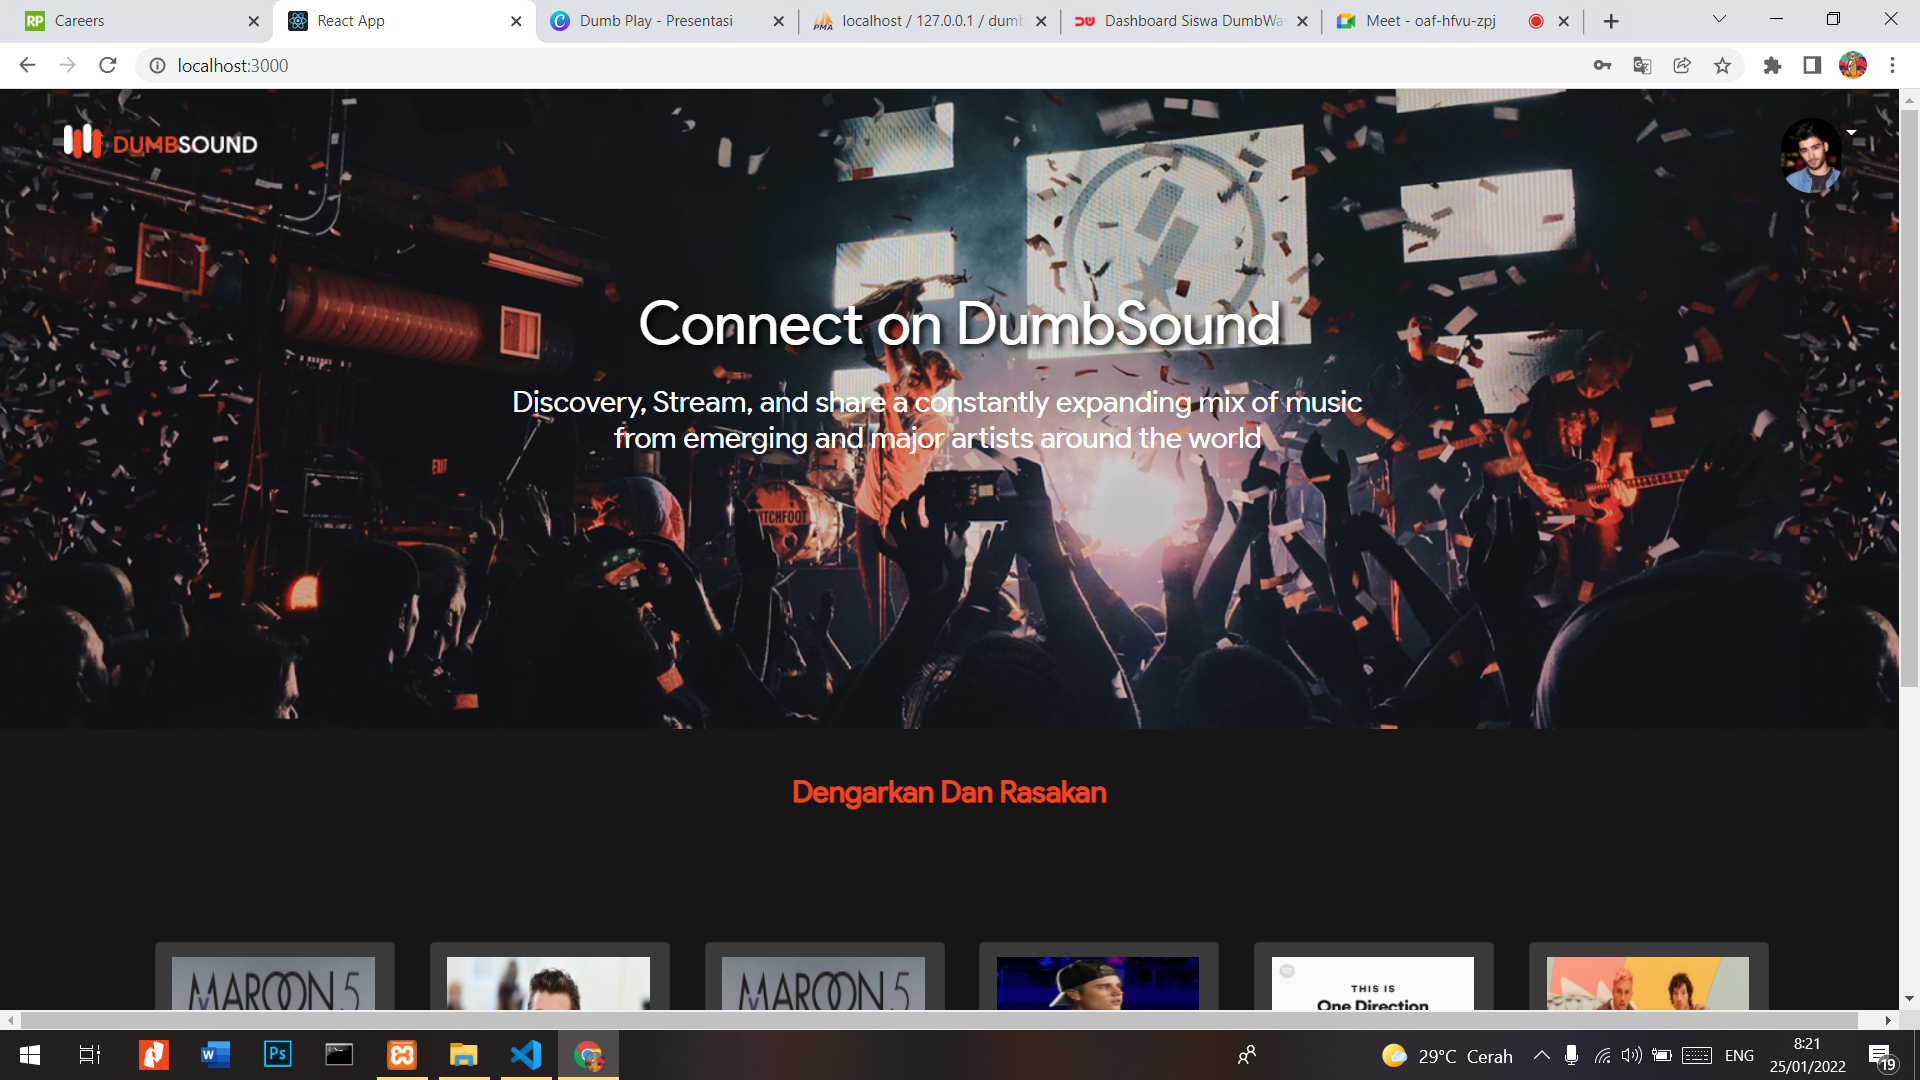 Careers
React App
Dumb Play - Presentasi
localhost / 127.0.0.1 / dumb
Dashboard Siswa DumbWa
Meet - oaf-hfvu-zpj
localhost:3000
DUMBSOUND
Connect on DumbSound
Discovery, Stream, and share a constantly expanding mix of music
from emerging and major artists around the world
EXIT
ITCHFOOT
Dengarkan Dan Rasakan
MAROON 5
MAROON 5
THIS IS
One Direction
29°C Cerah
ENG
8:21
25/01/2022
19